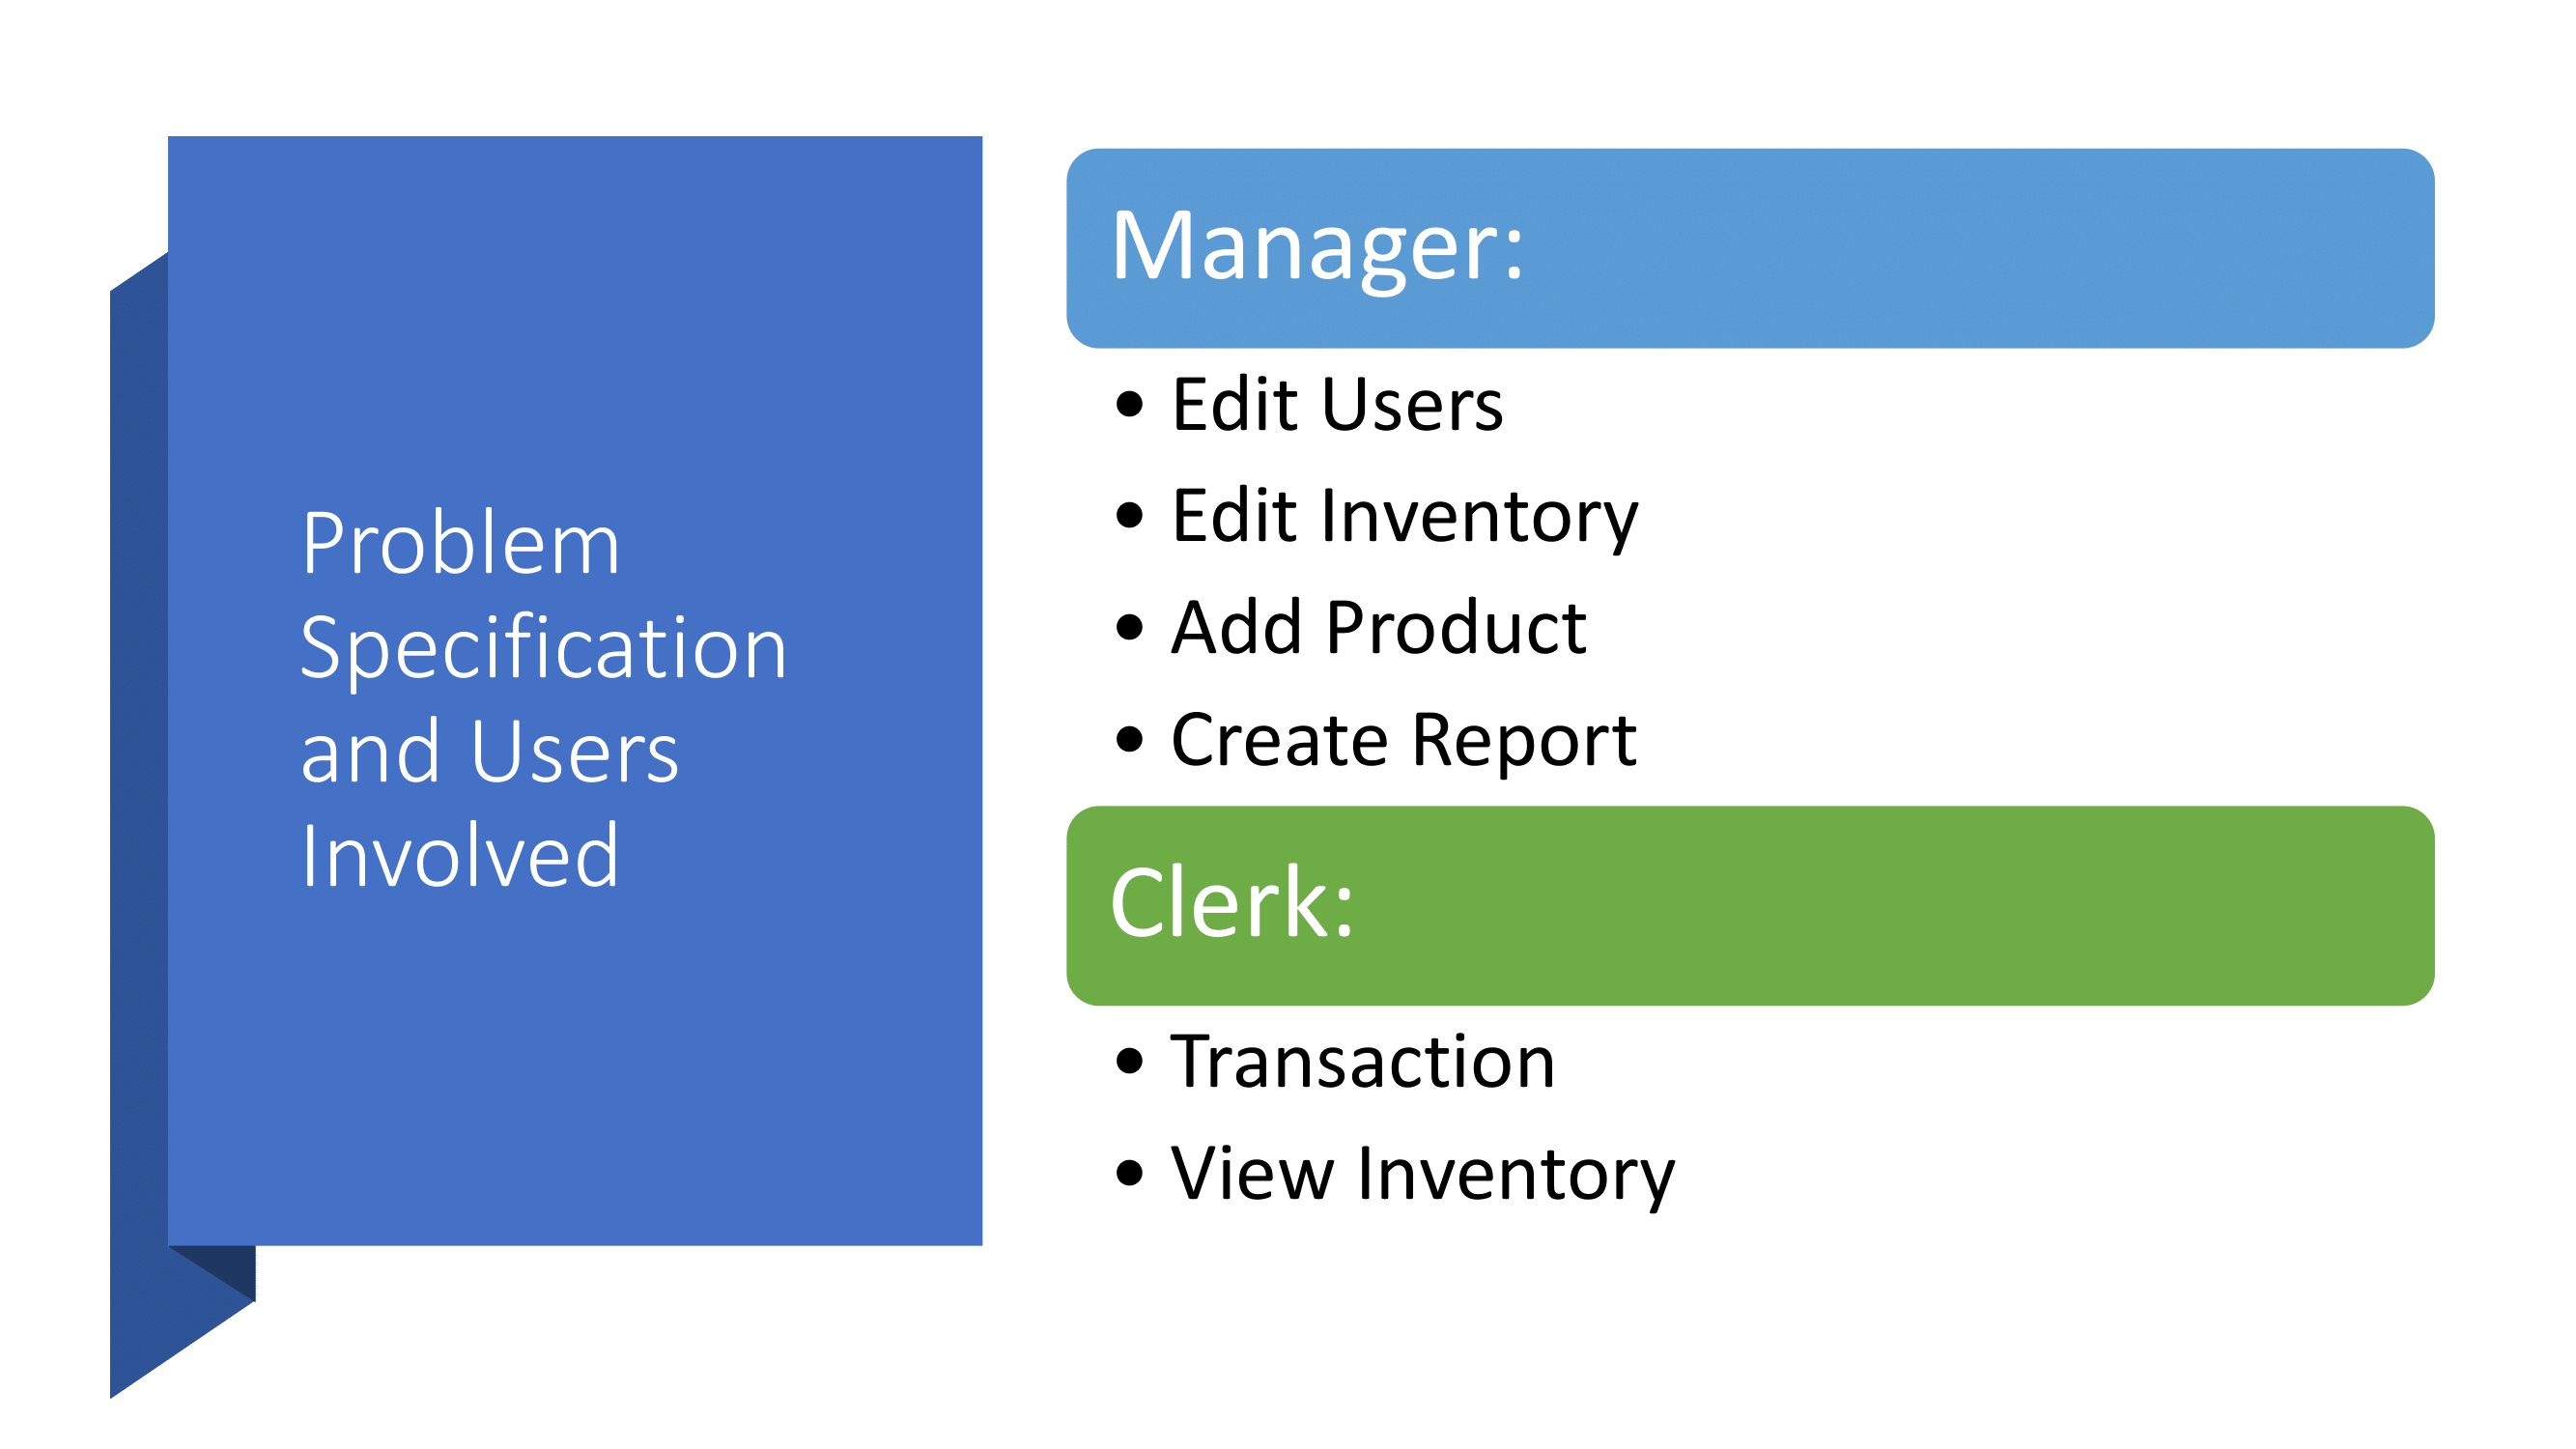 Problem
Specification
and Users
Involved
Manager:
• Edit Users
• Edit Inventory
• Add Product
• Create Report
Clerk:
• Transaction
• View Inventory